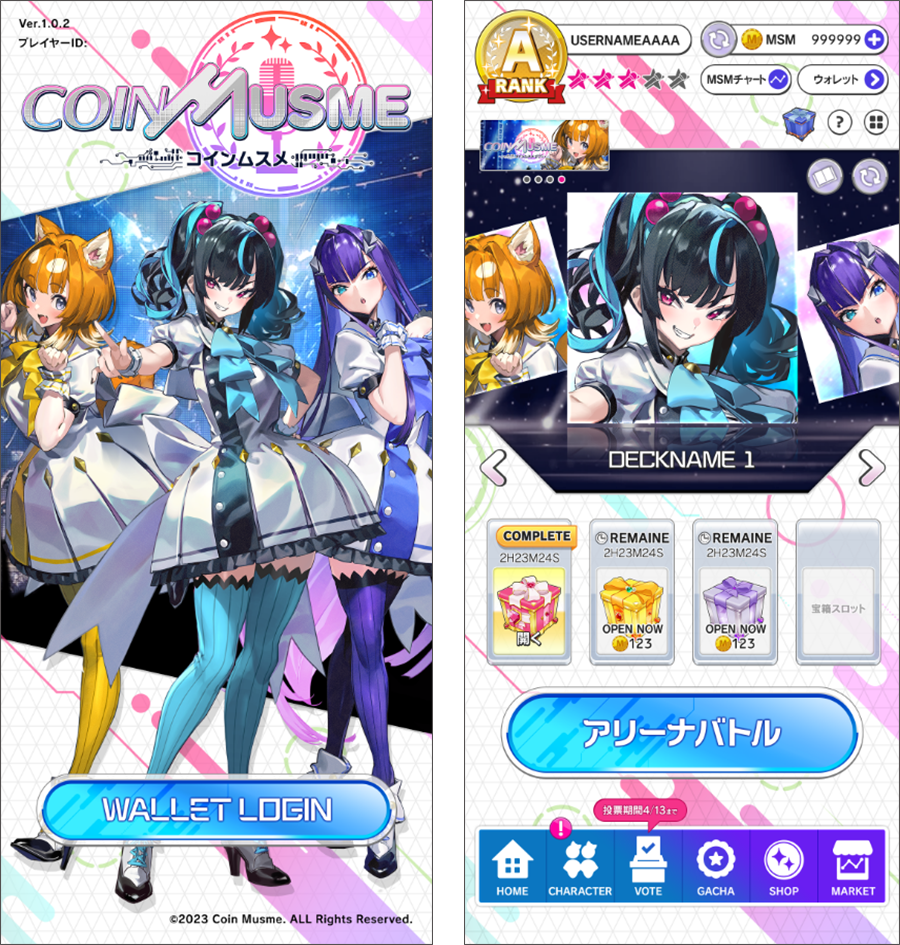 Ver.1.0.2
プレイヤーID:
COIN MUSME
コインムスメ
WALLET LOGIN
©2023 Coin Musme. ALL Rights Reserved.
A
RANK
USERNAMEAAAA
MSM 999999
MSMチャート
ウォレット
?
COIN MUSME
DECKNAME 1
COMPLETE
2H23M24S
開く
REMAINE
2H23M24S
OPEN NOW
123
REMAINE
2H23M24S
OPEN NOW
123
宝箱スロット
アリーナバトル
投票期間4/13まで
!
HOME
CHARACTER
VOTE
GACHA
SHOP
MARKET